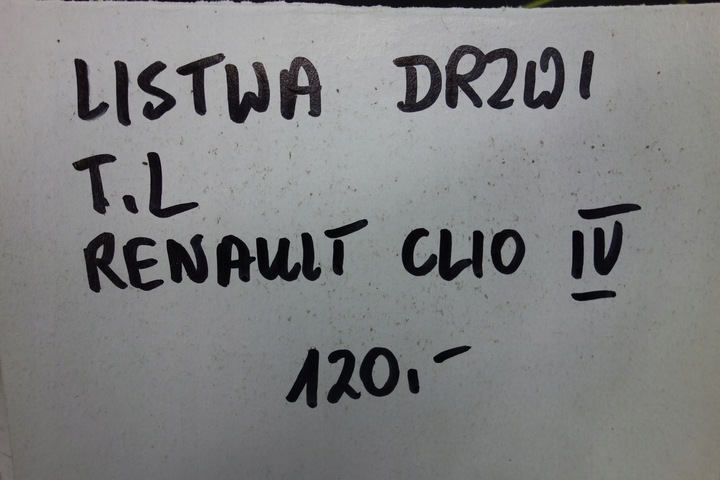 LISTWA DRZWI
T.L
RENAULT CLIO IV
120,-